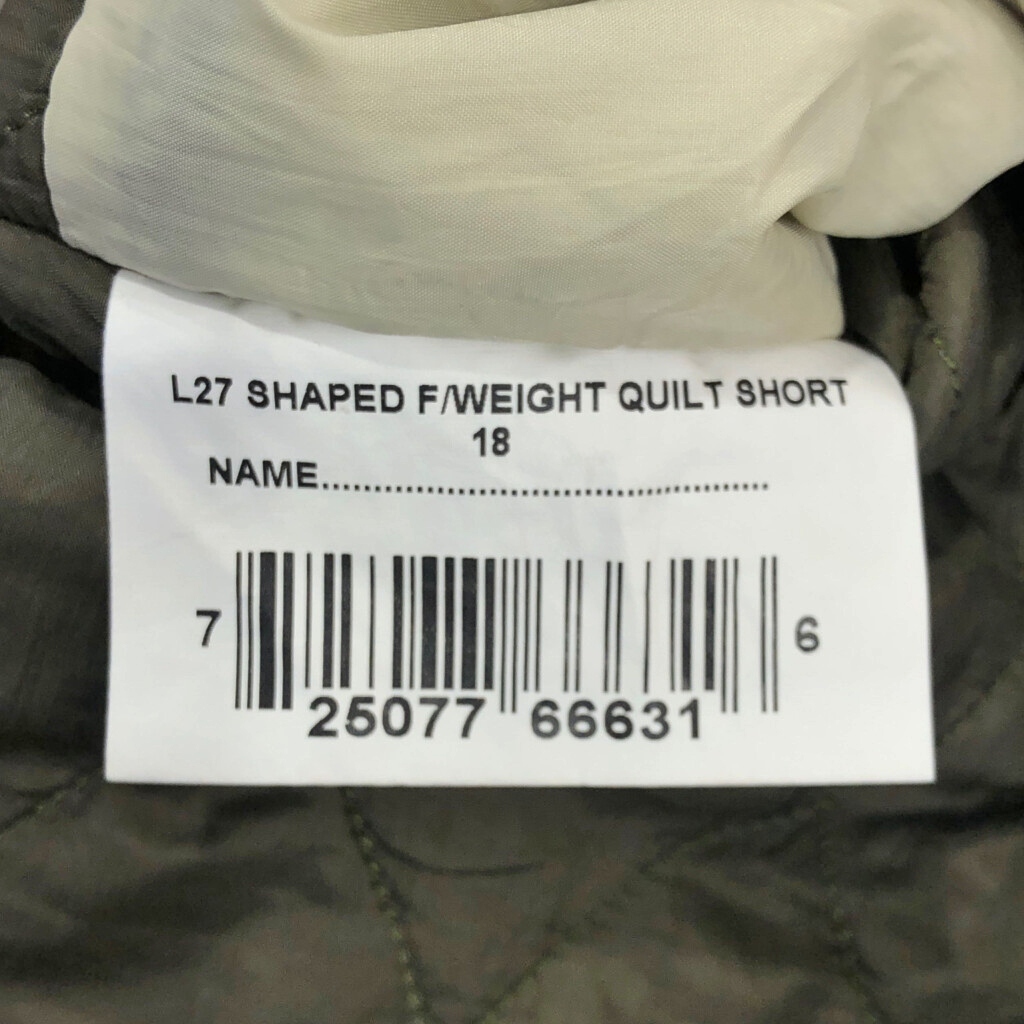 L27 SHAPED F/WEIGHT QUILT SHORT
18
NAME...........................................
7 25077 66631 6